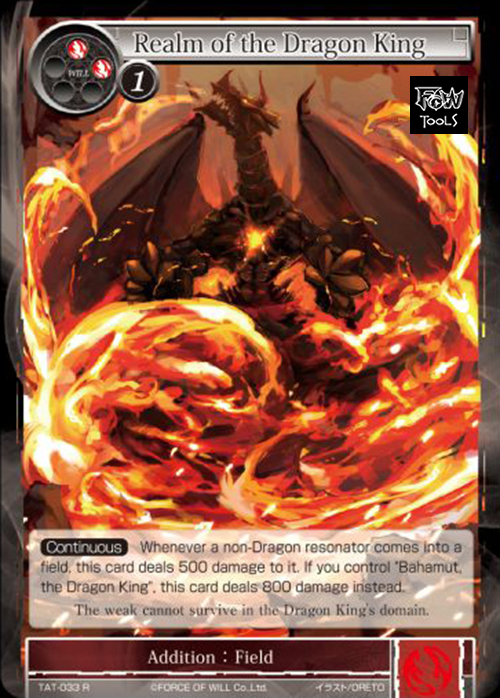 Realm of the Dragon King
WILL
1
FOW
TOOLS
Continuous Whenever a non-Dragon resonator comes into a
field, this card deals 500 damage to it. If you control "Bahamut,
the Dragon King", this card deals 800 damage instead.
The weak cannot survive in the Dragon King's domain.
Addition : Field
TAT-033 R ©FORCE OF WILL Co.,Ltd. イラスト/ORETO